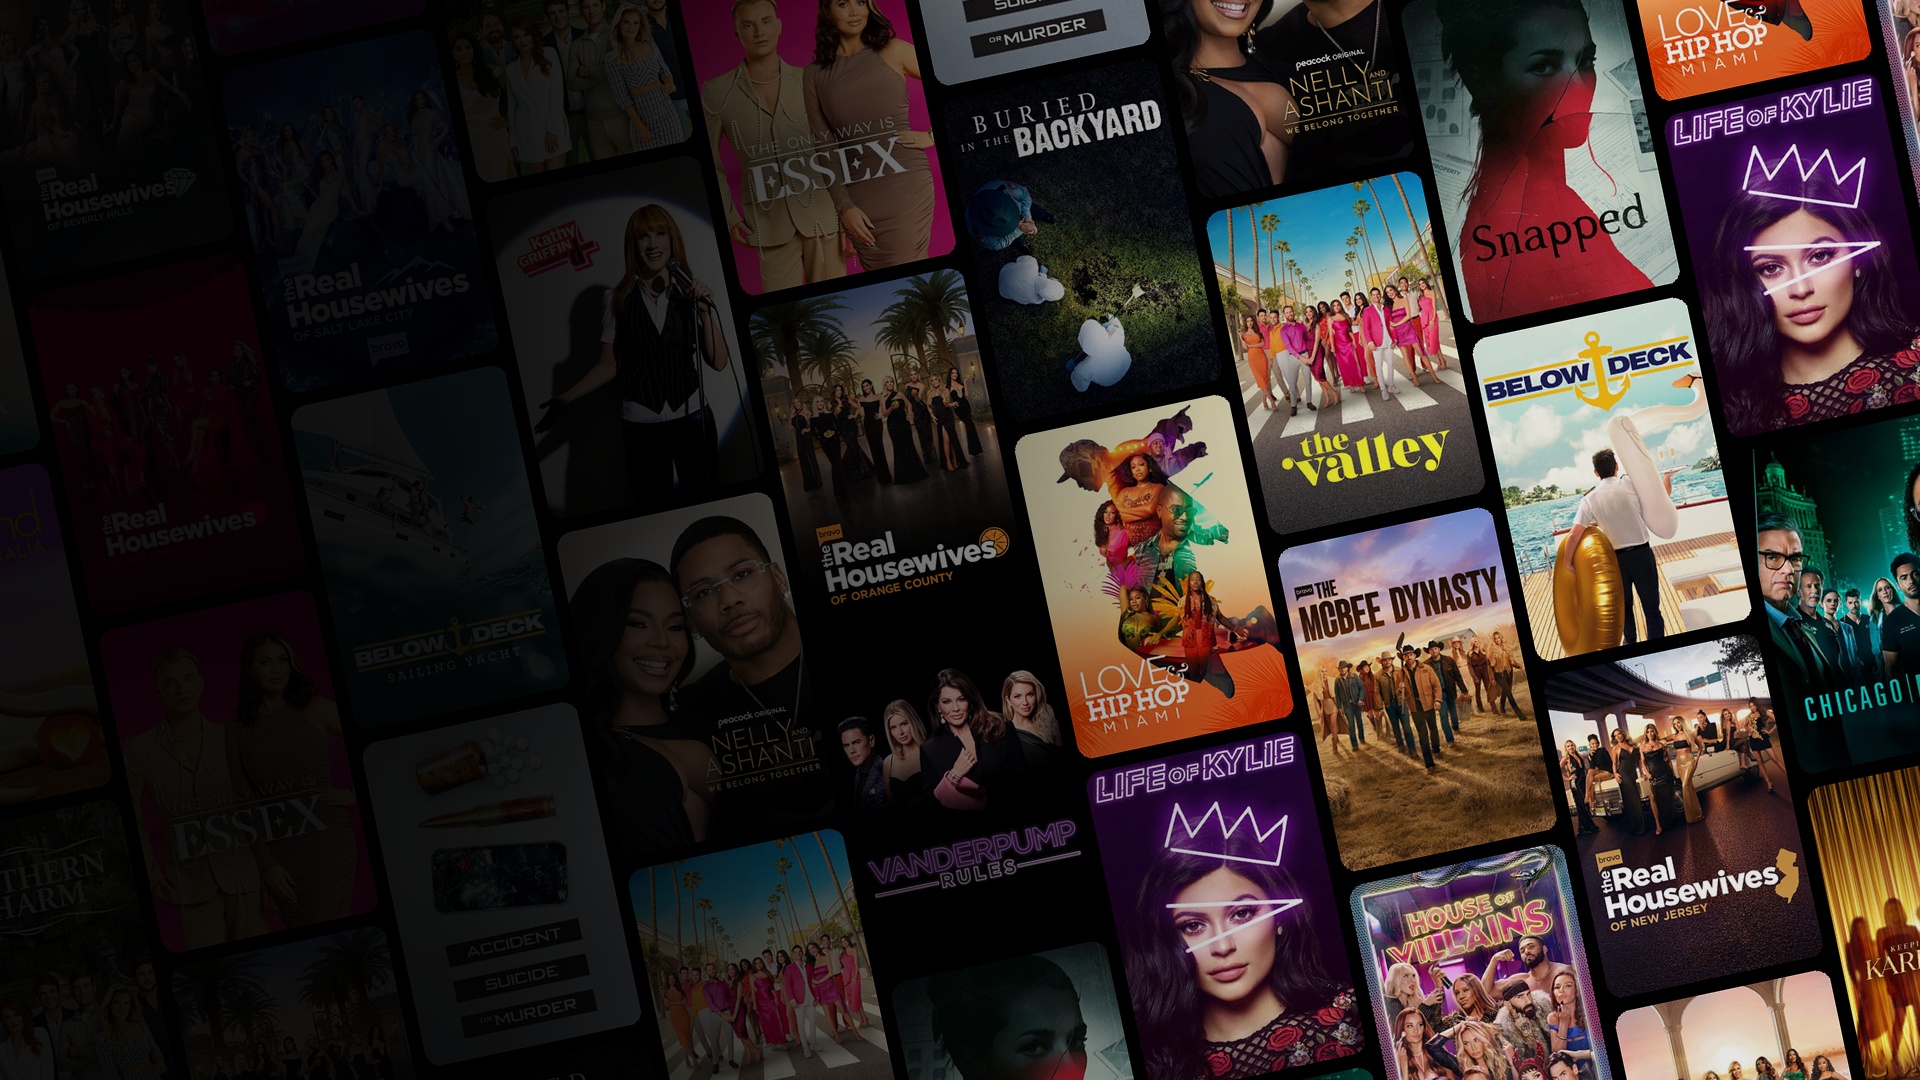 the Real
Housewives
OF BEVERLY HILLS
the Real
Housewives
OF SALT LAKE CITY
bravo
the Real
Housewives
THE ONLY WAY IS
ESSEX
ACCIDENT
SUICIDE
OR MURDER
BELOW DECK
SAILING YACHT
Kathy
GRIFFIN
peacock ORIGINAL
NELLY AND
ASHANTI
WE BELONG TOGETHER
THE ONLY WAY IS
ESSEX
bravo
the Real
Housewives
OF ORANGE COUNTY
VANDERPUMP
RULES
OR MURDER
BURIED
IN THE BACKYARD
LOVE &
HIP HOP
MIAMI
LIFE OF KYLIE
peacock ORIGINAL
NELLY AND
ASHANTI
WE BELONG TOGETHER
the
valley
bravo
THE
MCBEE DYNASTY
HOUSE OF
VILLAINS
Snapped
BELOW DECK
bravo
the Real
Housewives
OF NEW JERSEY
LOVE &
HIP HOP
MIAMI
LIFE OF KYLIE
CHICAGO